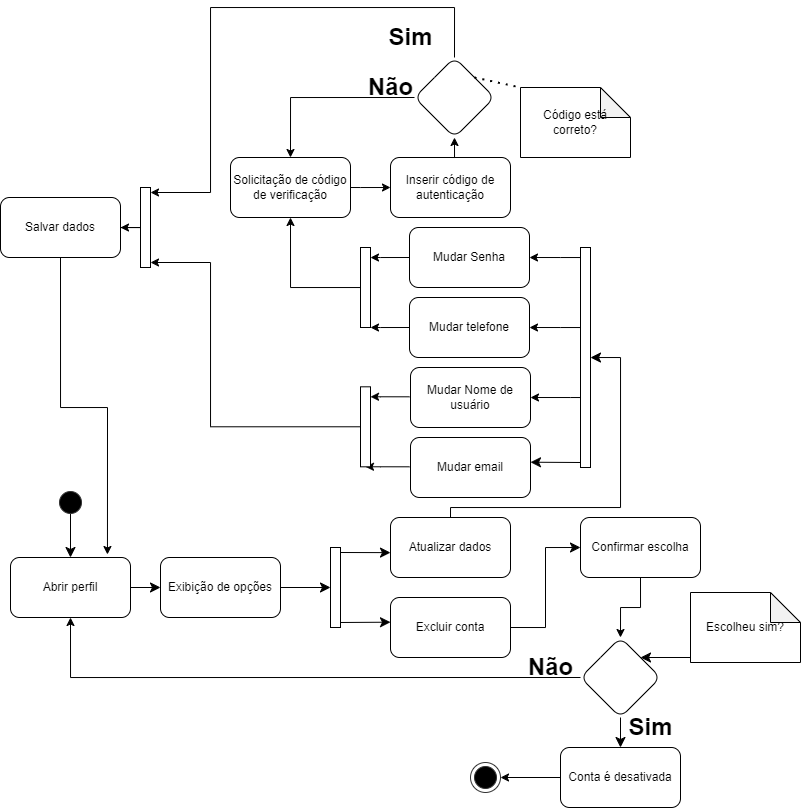 Sim
Não
Código está
correto?
Solicitação de código
de verificação
Inserir código de
autenticação
Salvar dados
Mudar Senha
Mudar telefone
Mudar Nome de
usuário
Mudar email
Atualizar dados
Confirmar escolha
Abrir perfil
Exibição de opções
Excluir conta
Escolheu sim?
Não
Sim
Conta é desativada